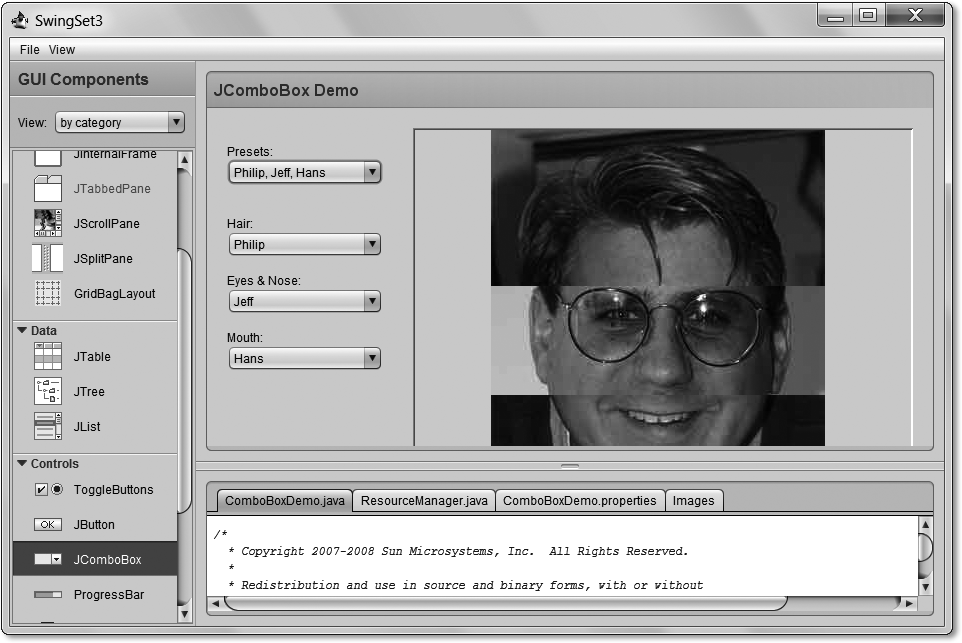 SwingSet3
File View
GUI Components
View: by category
JInternalFrame
JTabbedPane
JScrollPane
JSplitPane
GridBagLayout
Data
JTable
JTree
JList
Controls
ToggleButtons
OK JButton
JComboBox
ProgressBar
JComboBox Demo
Presets:
Philip, Jeff, Hans
Hair:
Philip
Eyes & Nose:
Jeff
Mouth:
Hans
ComboBoxDemo.java ResourceManager.java ComboBoxDemo.properties Images
/*
* Copyright 2007-2008 Sun Microsystems, Inc.  All Rights Reserved.
*
* Redistribution and use in source and binary forms, with or without